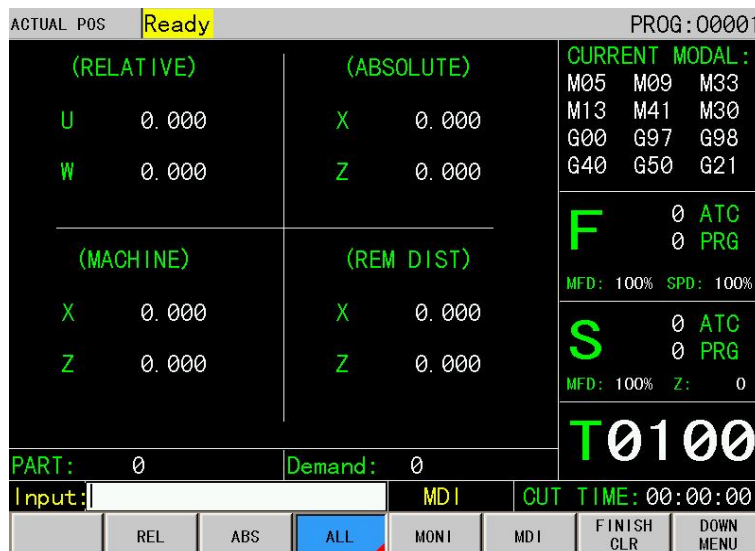 ACTUAL POS Ready PROG:O0001
(RELATIVE) (ABSOLUTE) CURRENT MODAL:
M05 M09 M33
U 0.000 X 0.000 M13 M41 M30
G00 G97 G98
W 0.000 Z 0.000 G40 G50 G21
F 0 ATC
0 PRG
(MACHINE) (REM DIST)
MFD: 100% SPD: 100%
X 0.000 X 0.000
S 0 ATC
0 PRG
Z 0.000 Z 0.000
MFD: 100% Z: 0
T0100
PART: 0 Demand: 0
Input: MDI CUT TIME:00:00:00
REL ABS ALL MONI MDI FINISH CLR DOWN MENU